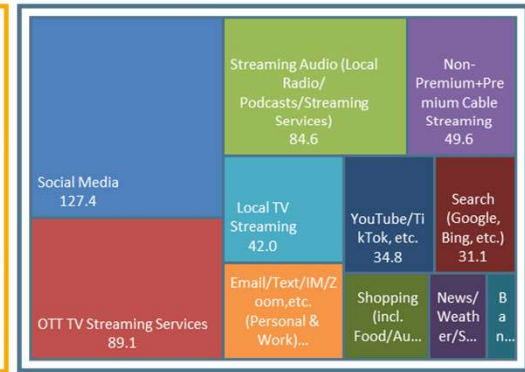 Social Media
127.4
OTT TV Streaming Services
89.1
Streaming Audio (Local
Radio/
Podcasts/Streaming
Services)
84.6
Non-
Premium+Pre
mium Cable
Streaming
49.6
Local TV
Streaming
42.0
YouTube/Ti
kTok, etc.
34.8
Search
(Google,
Bing, etc.)
31.1
Email/Text/IM/Z
oom,etc.
(Personal &
Work)...
Shopping
(incl.
Food/Au...
News/
Weath
er/S...
B
a
n...